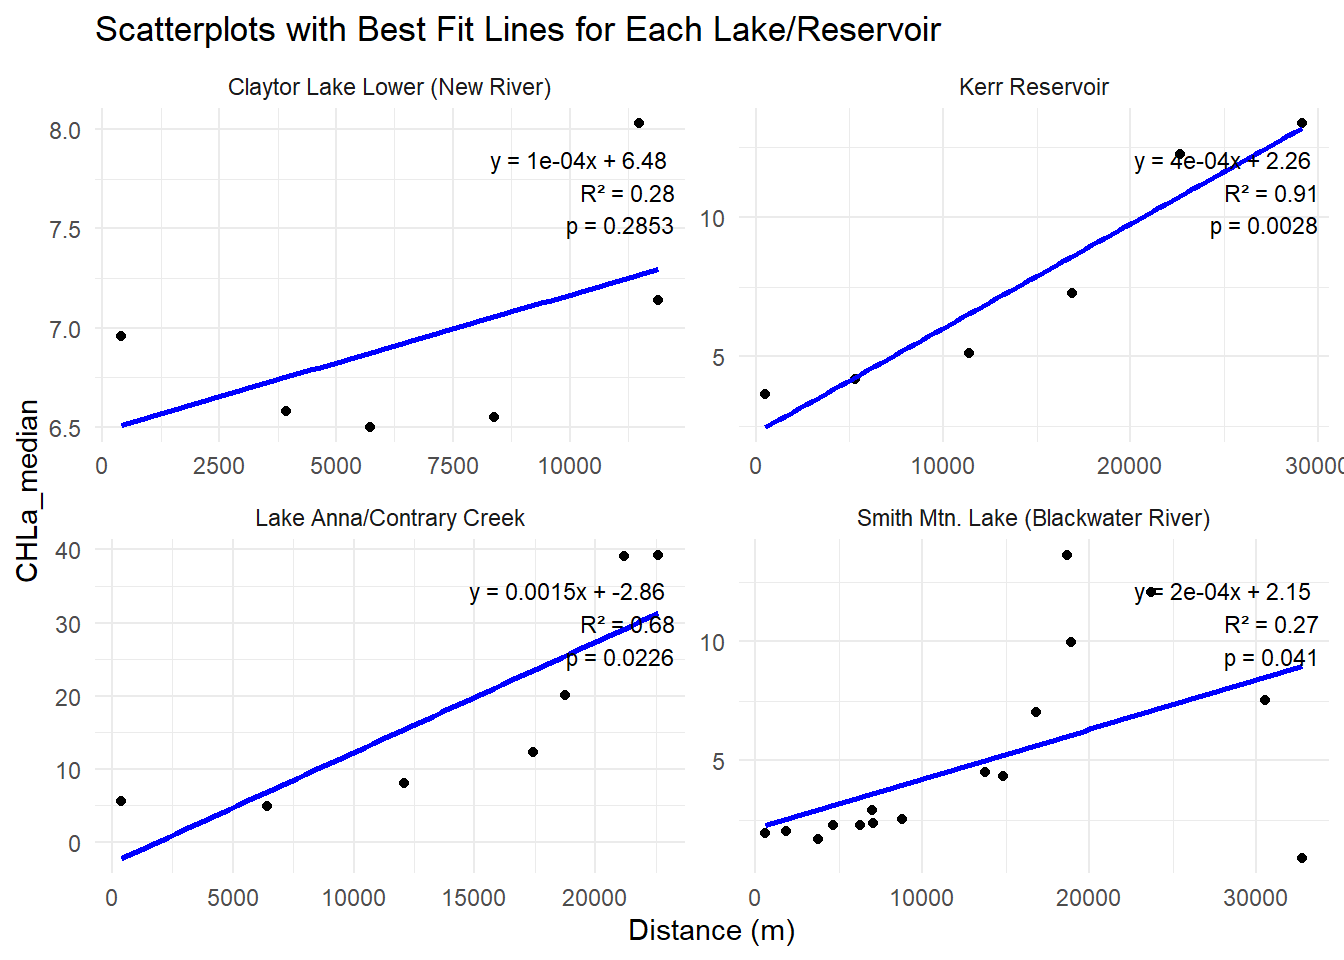 Scatterplots with Best Fit Lines for Each Lake/Reservoir
Claytor Lake Lower (New River)
8.0
7.5
7.0
6.5
y = 1e-04x + 6.48
R² = 0.28
p = 0.2853
0 2500 5000 7500 10000
Kerr Reservoir
10
5
y = 4e-04x + 2.26
R² = 0.91
p = 0.0028
0 10000 20000 30000
CHLa_median
Lake Anna/Contrary Creek
40
30
20
10
0
y = 0.0015x + -2.86
R² = 0.68
p = 0.0226
0 5000 10000 15000 20000
Smith Mtn. Lake (Blackwater River)
10
5
y = 2e-04x + 2.15
R² = 0.27
p = 0.041
0 10000 20000 30000
Distance (m)